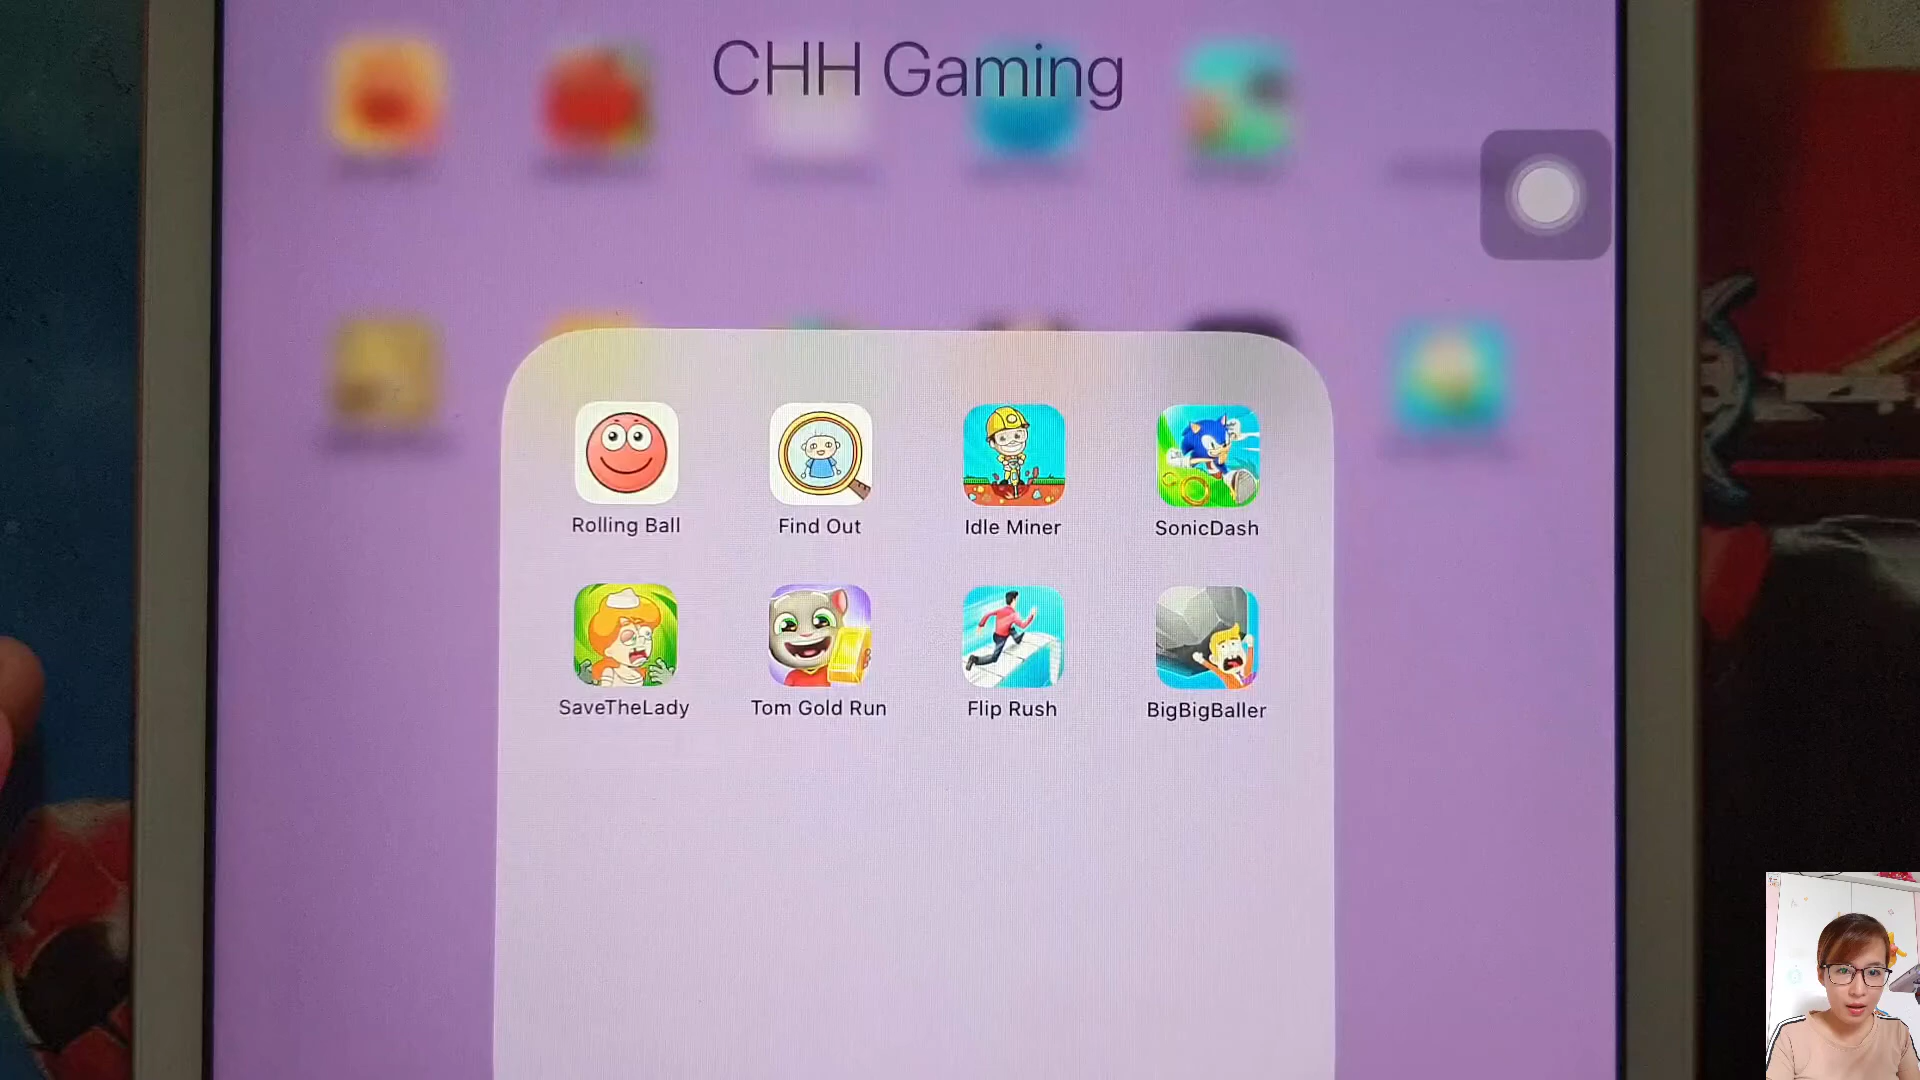 CHH Gaming
Rolling Ball
Find Out
Idle Miner
SonicDash
SaveTheLady
Tom Gold Run
Flip Rush
BigBigBaller